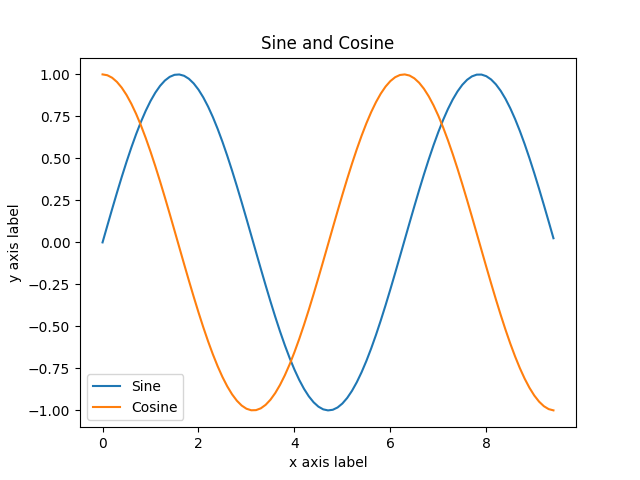 Sine and Cosine
1.00
0.75
0.50
0.25
0.00
−0.25
−0.50
−0.75
−1.00
y axis label
Sine
Cosine
0 2 4 6 8
x axis label